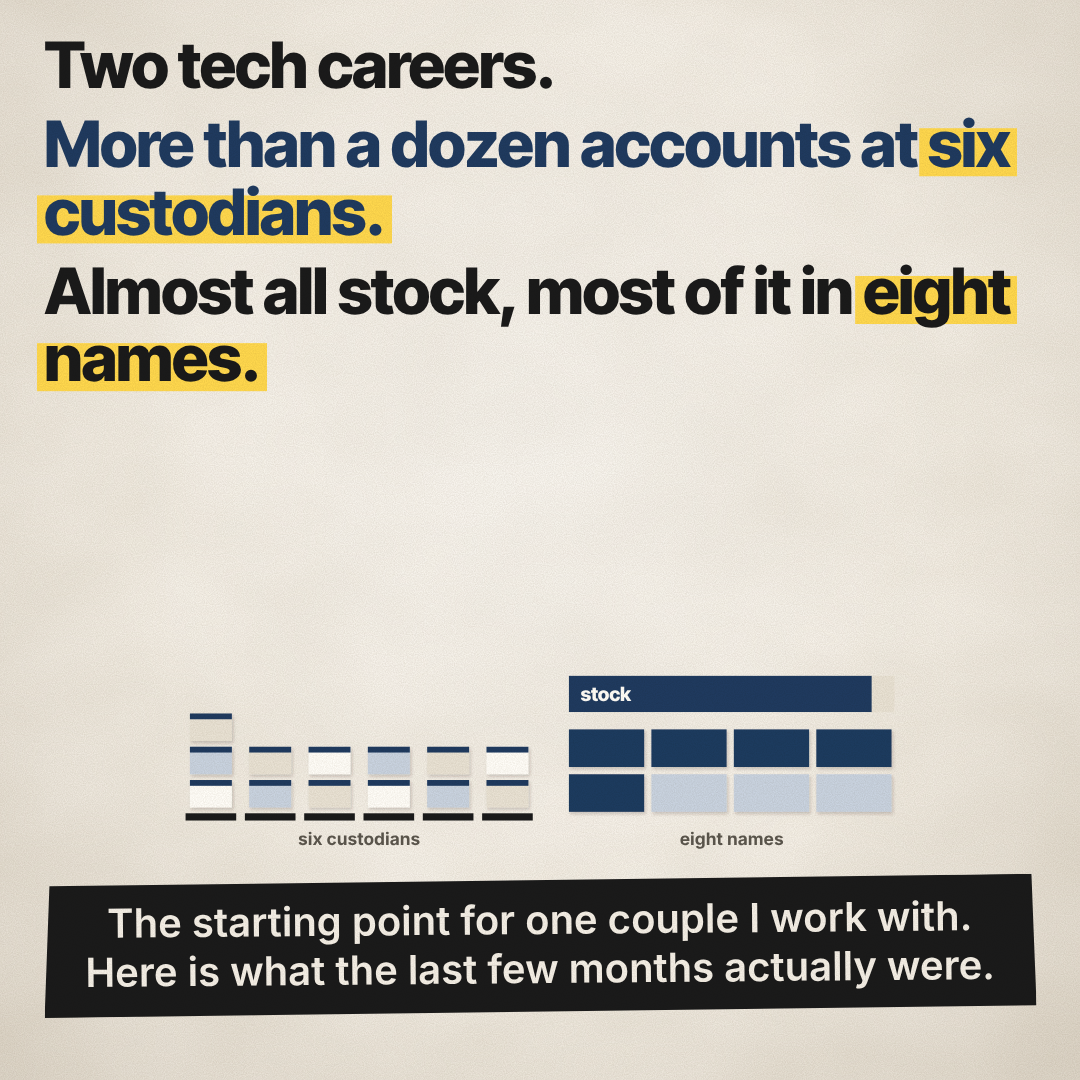 Two tech careers.
More than a dozen accounts at six
custodians.
Almost all stock, most of it in eight
names.
stock
six custodians
eight names
The starting point for one couple I work with.
Here is what the last few months actually were.